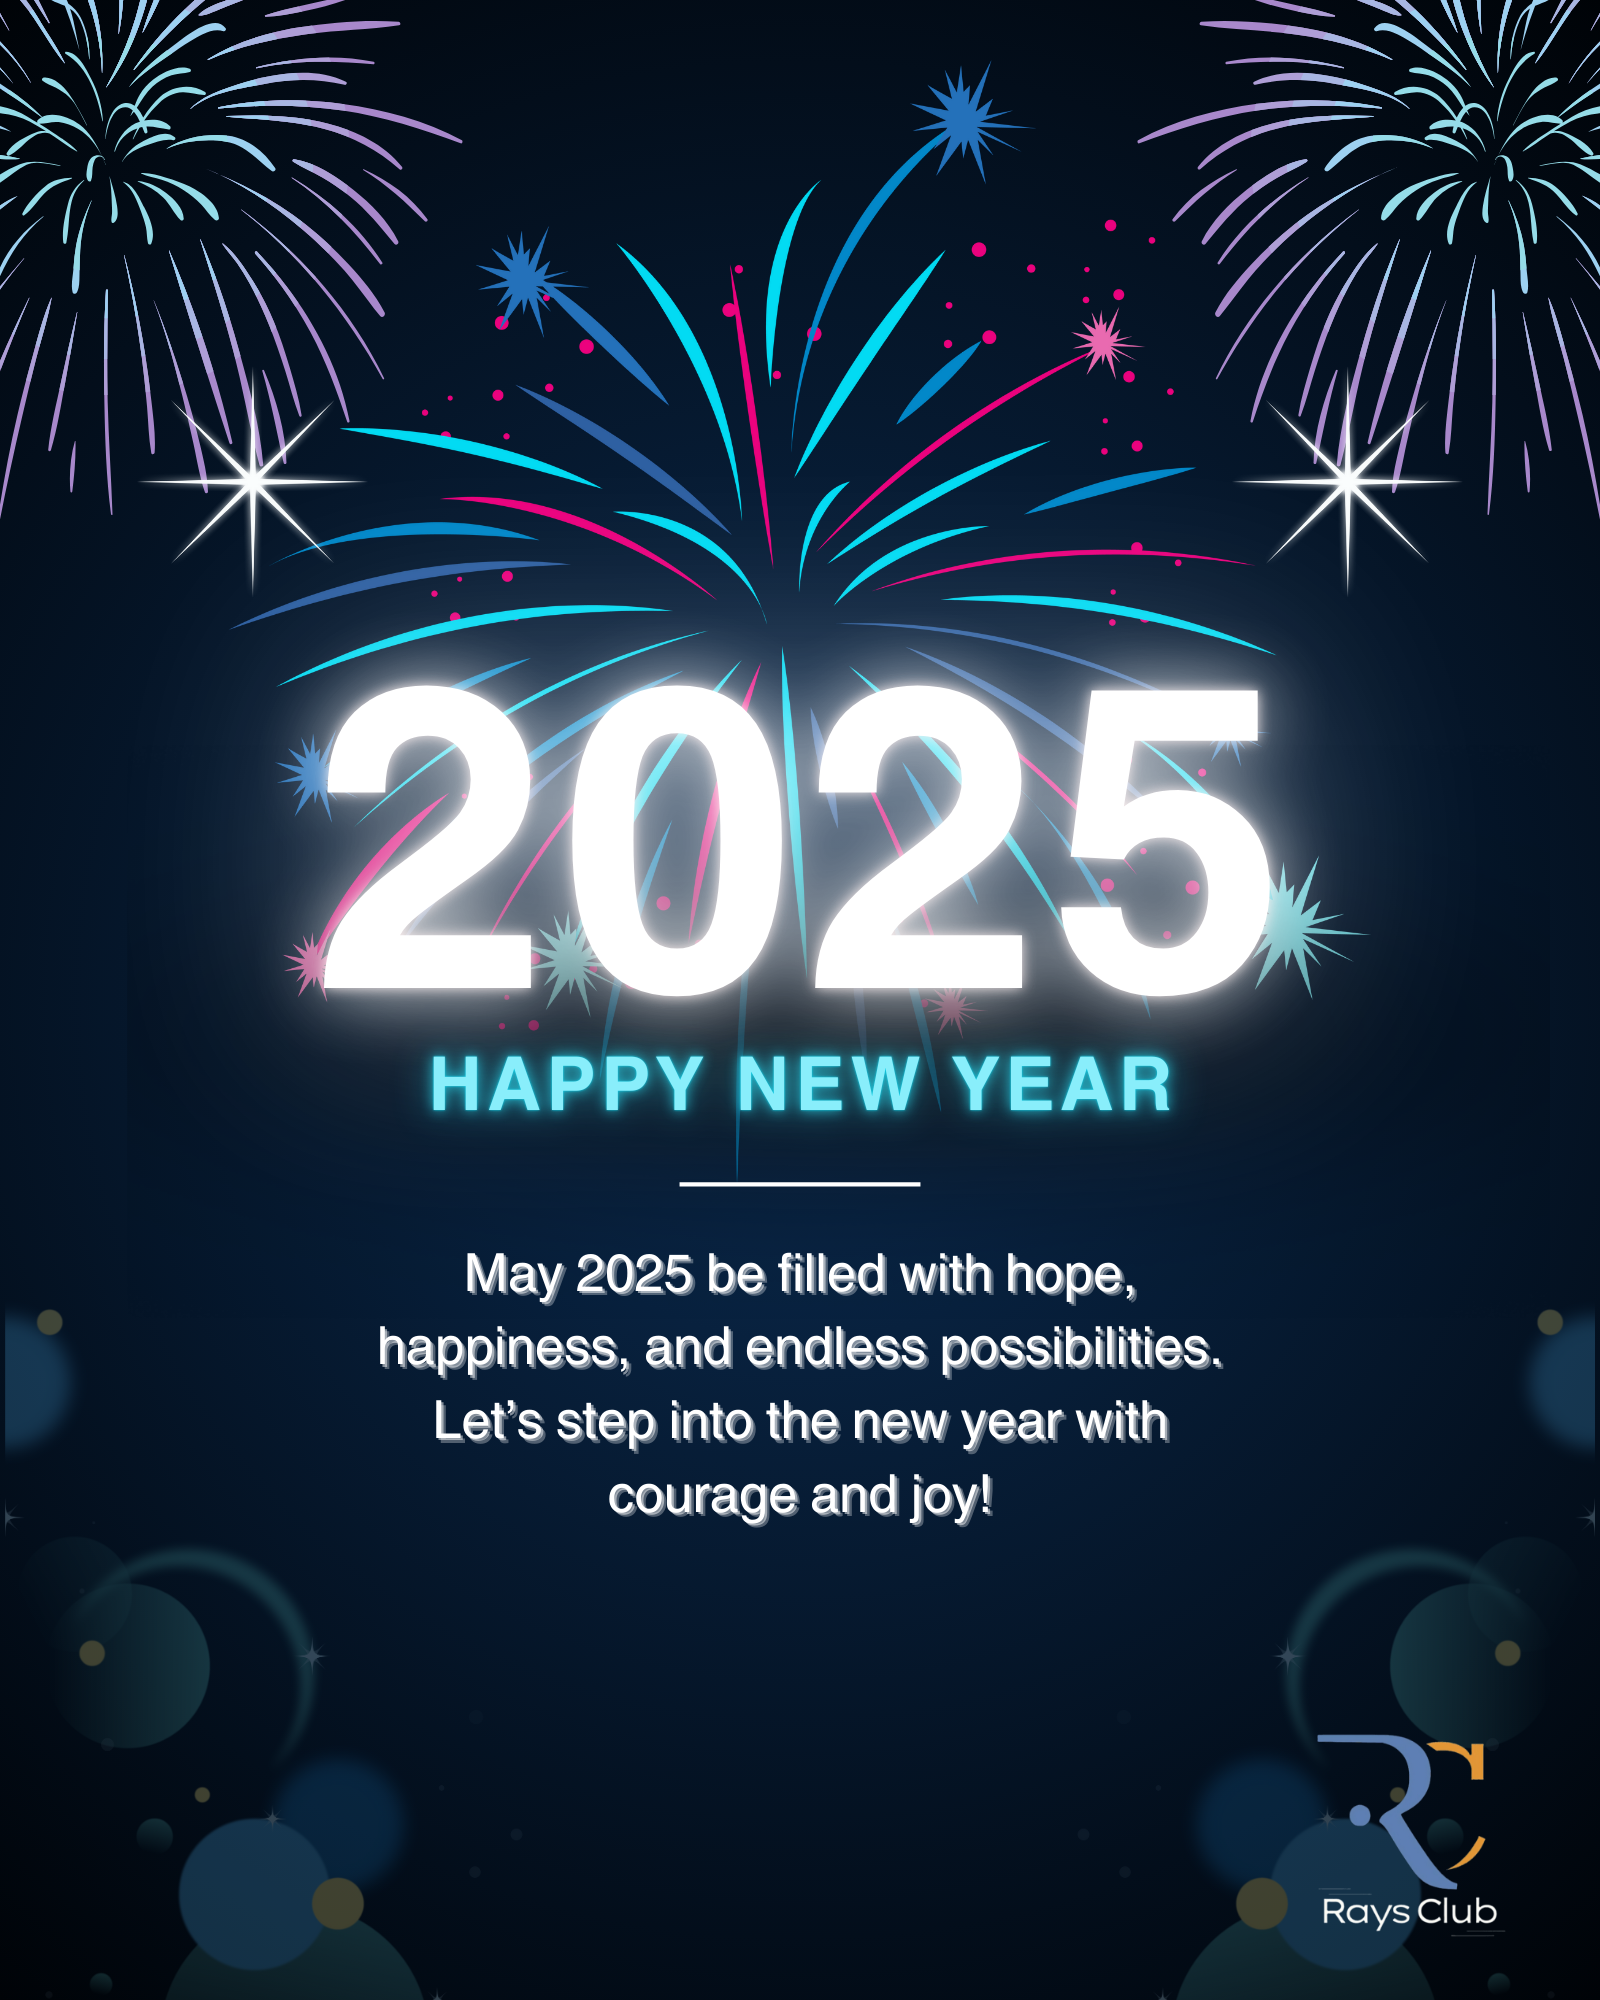 2025
HAPPY NEW YEAR
May 2025 be filled with hope,
happiness, and endless possibilities.
Let’s step into the new year with
courage and joy!
RC
Rays Club